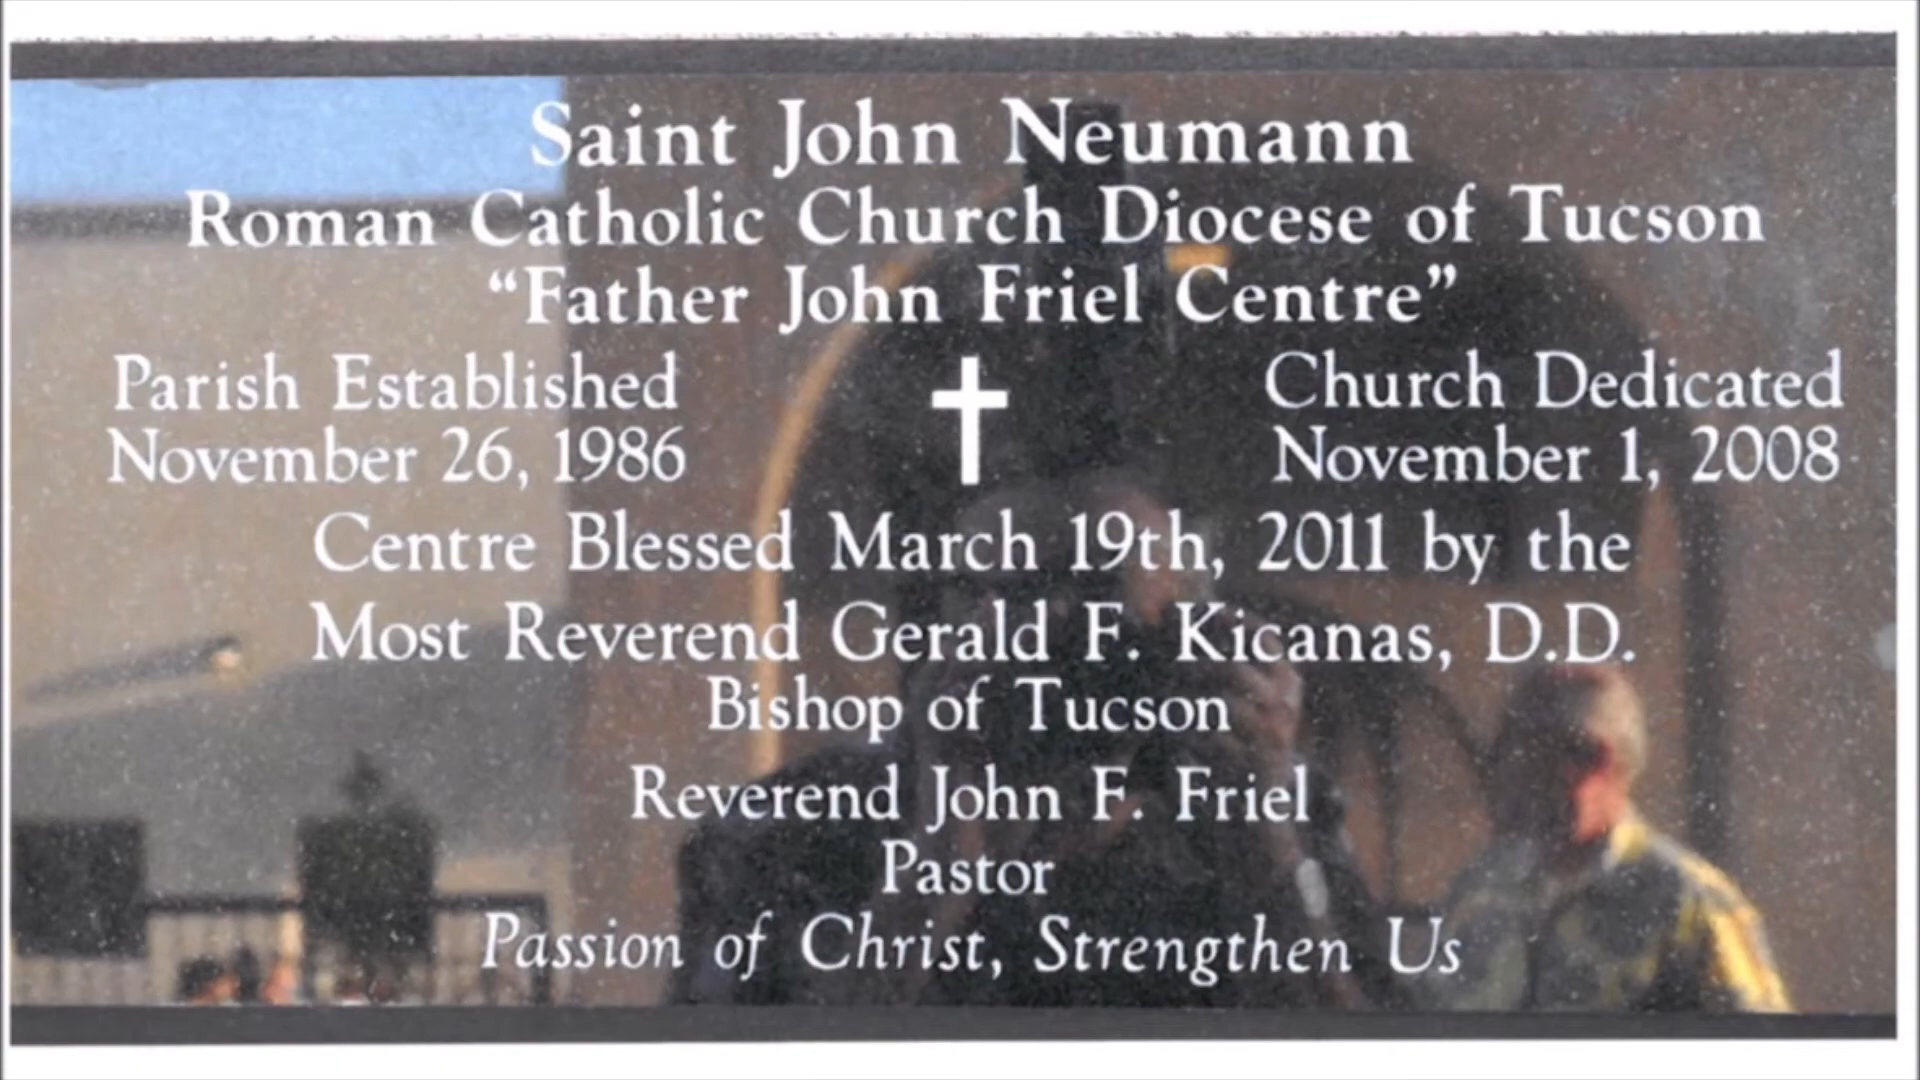 Saint John Neumann
Roman Catholic Church Diocese of Tucson
“Father John Friel Centre”
Parish Established
November 26, 1986
Church Dedicated
November 1, 2008
Centre Blessed March 19th, 2011 by the
Most Reverend Gerald F. Kicanas, D.D.
Bishop of Tucson
Reverend John F. Friel
Pastor
Passion of Christ, Strengthen Us